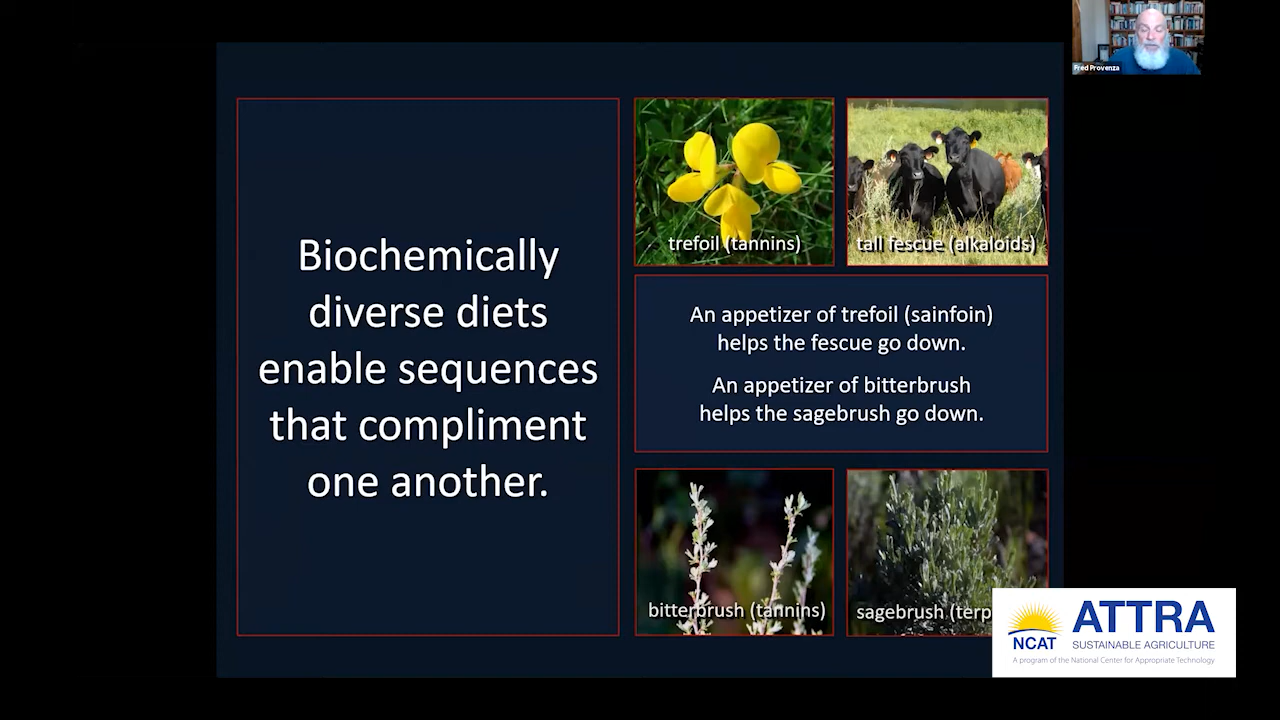 Fred Provenza
Biochemically
diverse diets
enable sequences
that compliment
one another.
trefoil (tannins)
tall fescue (alkaloids)
An appetizer of trefoil (sainfoin)
helps the fescue go down.
An appetizer of bitterbrush
helps the sagebrush go down.
bitterbrush (tannins)
sagebrush (terp
NCAT
ATTRA
SUSTAINABLE AGRICULTURE
A program of the National Center for Appropriate Technology